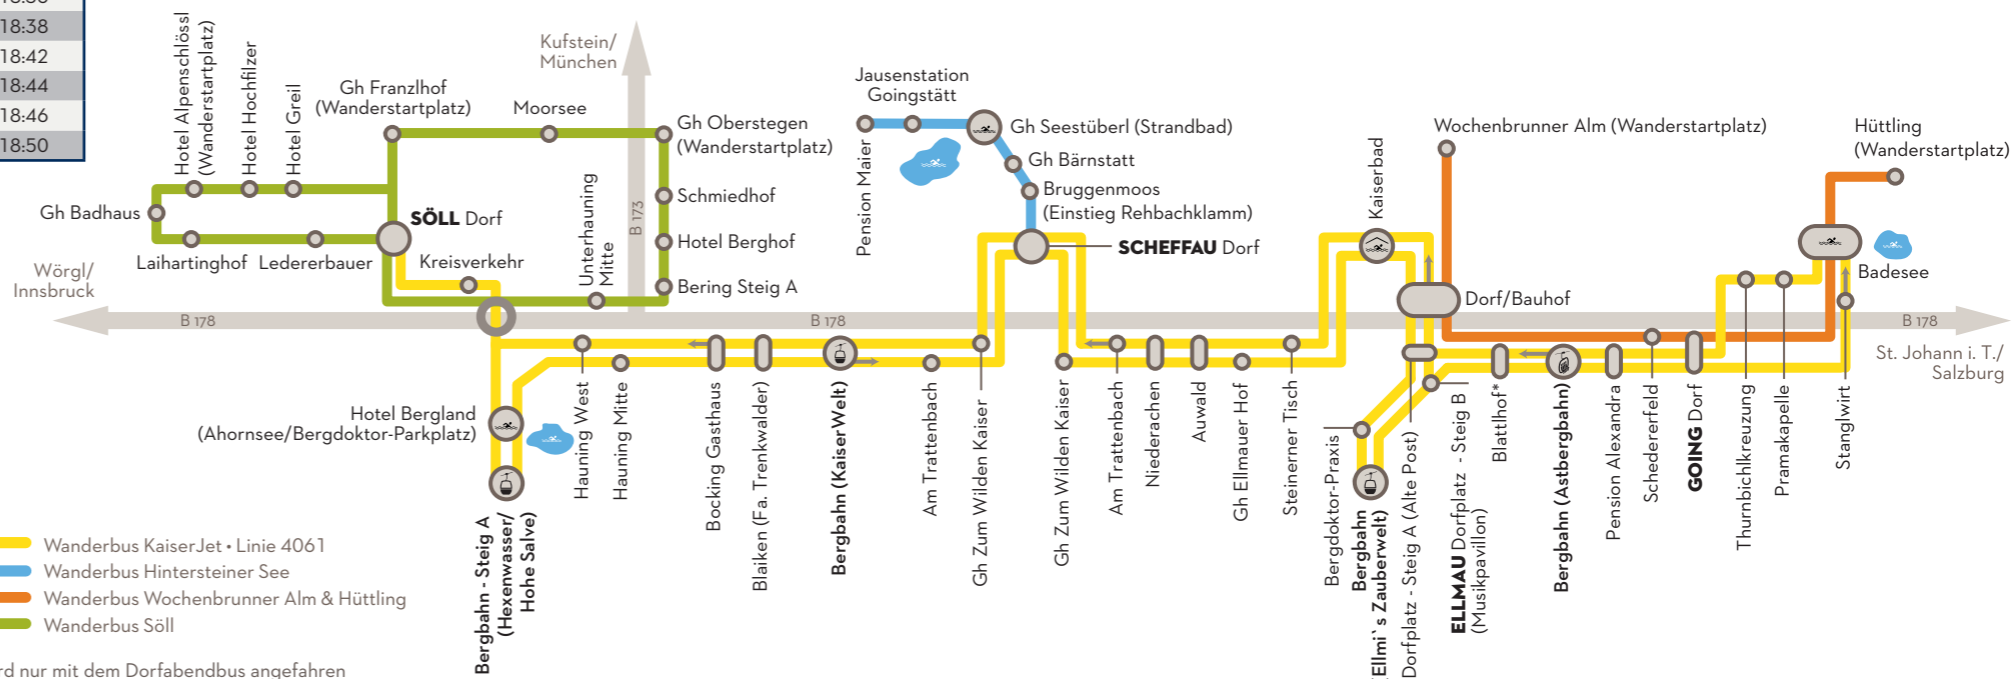 18:38
18:42
18:44
18:46
18:50
Hotel Alpenschlössl
(Wanderstartplatz)
Hotel Hochfilzer
Hotel Greil
Gh Franzlhof
(Wanderstartplatz)
Moorsee
Kufstein/
München
Gh Oberstegen
(Wanderstartplatz)
Schmiedhof
Hotel Berghof
Bering Steig A
B 173
Unterhauning
Mitte
Gh Badhaus
Laihartinghof
Ledererbauer
SÖLL Dorf
Kreisverkehr
Wörgl/
Innsbruck
B 178
B 178
B 178
St. Johann i. T./
Salzburg
Jausenstation
Goingstätt
Pension Maier
Gh Seestüberl (Strandbad)
Gh Bärnstatt
Bruggenmoos
(Einstieg Rehbachklamm)
SCHEFFAU Dorf
Kaiserbad
Wochenbrunner Alm (Wanderstartplatz)
Hüttling
(Wanderstartplatz)
Badesee
Dorf/Bauhof
Hotel Bergland
(Ahornsee/Bergdoktor-Parkplatz)
Bergbahn - Steig A
(Hexenwasser/
Hohe Salve)
Hauning West
Hauning Mitte
Bocking Gasthaus
Blaiken (Fa. Trenkwalder)
Bergbahn (KaiserWelt)
Am Trattenbach
Gh Zum Wilden Kaiser
Gh Zum Wilden Kaiser
Am Trattenbach
Niederachen
Auwald
Gh Ellmauer Hof
Steinerner Tisch
Bergdoktor-Praxis
Bergbahn
(Ellmi`s Zauberwelt)
Dorfplatz - Steig A (Alte Post)
ELLMAU Dorfplatz - Steig B
(Musikpavillon)
Blattlhof*
Bergbahn (Astbergbahn)
Pension Alexandra
Schedererfeld
GOING Dorf
Thurnbichlkreuzung
Pramakapelle
Stanglwirt
Wanderbus KaiserJet • Linie 4061
Wanderbus Hintersteiner See
Wanderbus Wochenbrunner Alm & Hüttling
Wanderbus Söll
rd nur mit dem Dorfabendbus angefahren